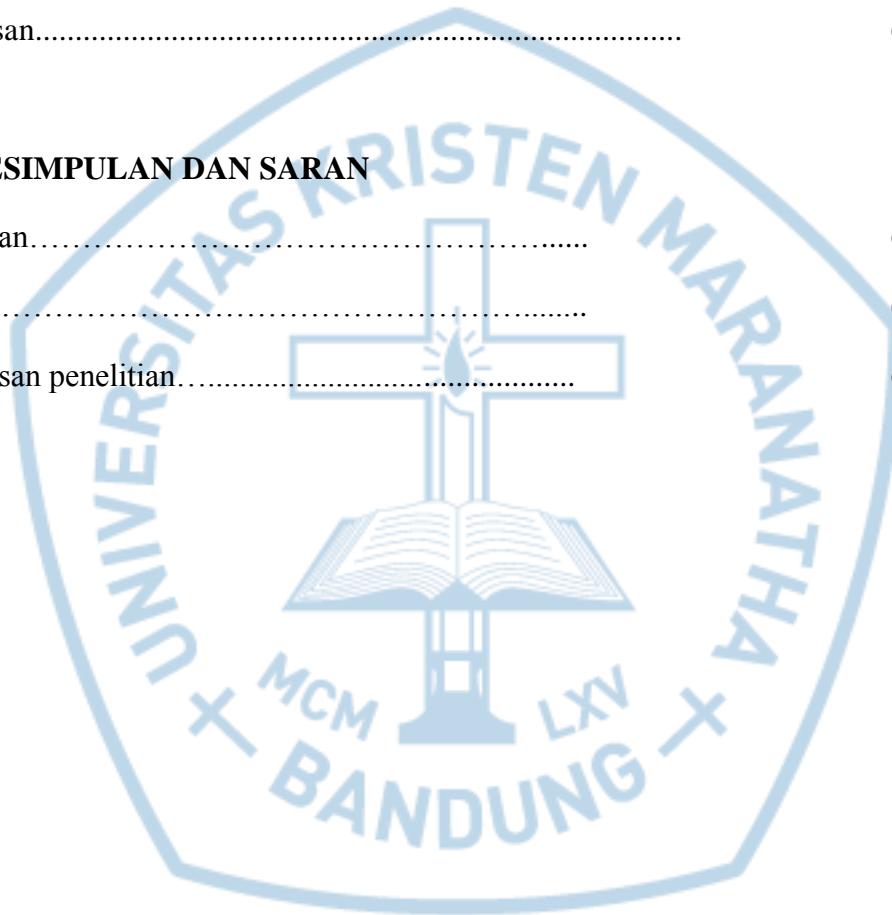 san................................................................................
ESIMPULAN DAN SARAN
an……………………………………………………......
………………………………………………………........
san penelitian….............................................
UNIVERSITAS KRISTEN MARANATHA
MCM LXV
BANDUNG